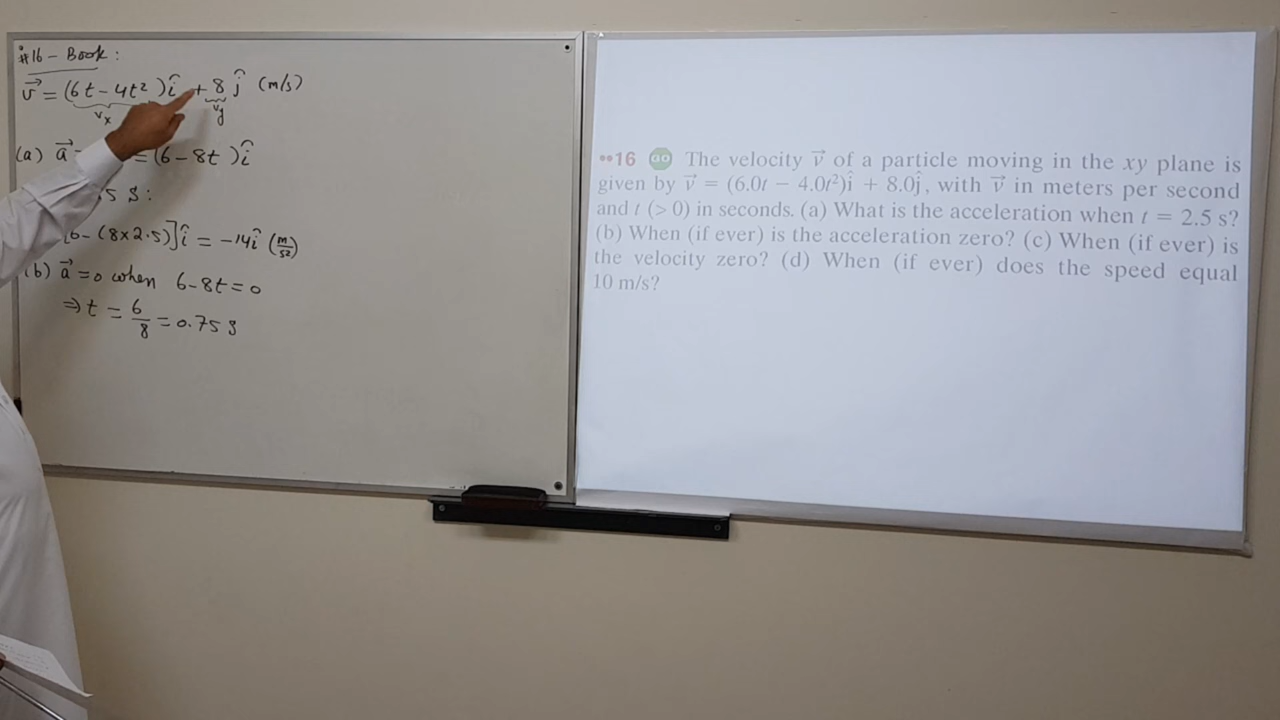 #16 - Book :
v⃗ = (6t - 4t²) î + 8 ĵ (m/s)
vx vy
(a) a⃗ = (6 - 8t) î
5 s :
- (8×2.5)] î = -14 î (m/s²)
(b) a⃗ = 0 when 6 - 8t = 0
⇒ t = 6/8 = 0.75 s
••16 GO The velocity v⃗ of a particle moving in the xy plane is
given by v⃗ = (6.0t − 4.0t²)î + 8.0ĵ, with v⃗ in meters per second
and t (> 0) in seconds. (a) What is the acceleration when t = 2.5 s?
(b) When (if ever) is the acceleration zero? (c) When (if ever) is
the velocity zero? (d) When (if ever) does the speed equal
10 m/s?